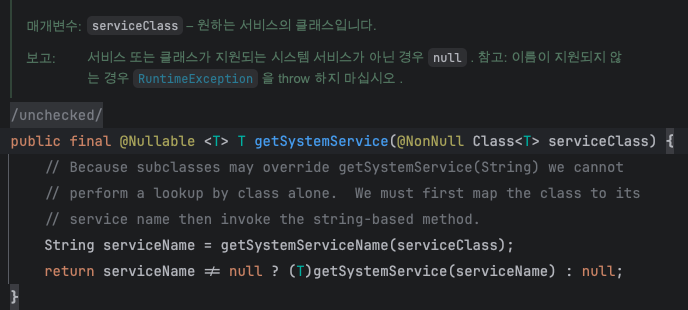 매개변수: serviceClass – 원하는 서비스의 클래스입니다.
보고: 서비스 또는 클래스가 지원되는 시스템 서비스가 아닌 경우 null . 참고: 이름이 지원되지 않
는 경우 RuntimeException 을 throw 하지 마십시오 .
/unchecked/
public final @Nullable <T> T getSystemService(@NonNull Class<T> serviceClass) {
// Because subclasses may override getSystemService(String) we cannot
// perform a lookup by class alone.  We must first map the class to its
// service name then invoke the string-based method.
String serviceName = getSystemServiceName(serviceClass);
return serviceName != null ? (T)getSystemService(serviceName) : null;
}